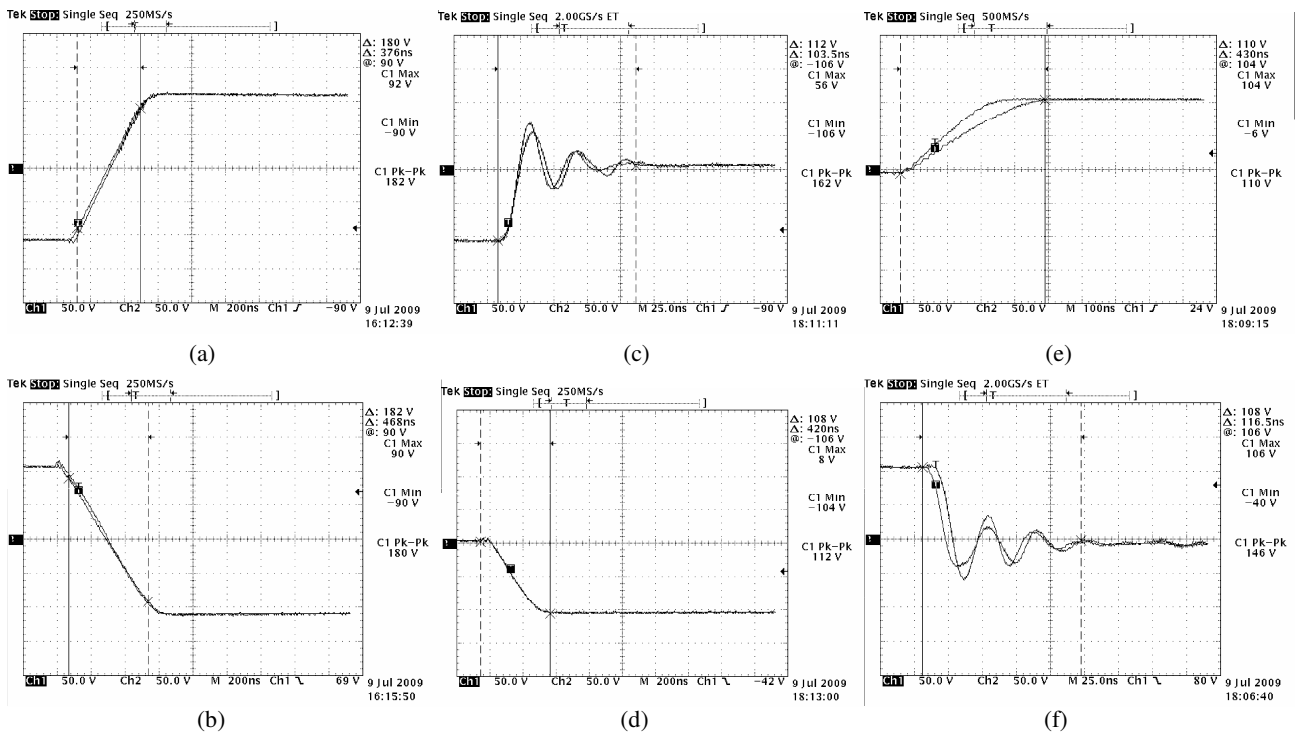 Tek Stop: Single Seq 250MS/s
Δ: 180 V
Δ: 376ns
@: 90 V
C1 Max
92 V
C1 Min
−90 V
C1 Pk−Pk
182 V
Ch1 50.0 V Ch2 50.0 V M 200ns Ch1 −90 V
9 Jul 2009
16:12:39
(a)
Tek Stop: Single Seq 2.00GS/s ET
Δ: 112 V
Δ: 103.5ns
@: −106 V
C1 Max
56 V
C1 Min
−106 V
C1 Pk−Pk
162 V
Ch1 50.0 V Ch2 50.0 V M 25.0ns Ch1 −90 V
9 Jul 2009
18:11:11
(c)
Tek Stop: Single Seq 500MS/s
Δ: 110 V
Δ: 430ns
@: 104 V
C1 Max
104 V
C1 Min
−6 V
C1 Pk−Pk
110 V
Ch1 50.0 V Ch2 50.0 V M 100ns Ch1 24 V
9 Jul 2009
18:09:15
(e)
Tek Stop: Single Seq 250MS/s
Δ: 182 V
Δ: 468ns
@: 90 V
C1 Max
90 V
C1 Min
−90 V
C1 Pk−Pk
180 V
Ch1 50.0 V Ch2 50.0 V M 200ns Ch1 69 V
9 Jul 2009
16:15:50
(b)
Tek Stop: Single Seq 250MS/s
Δ: 108 V
Δ: 420ns
@: −106 V
C1 Max
8 V
C1 Min
−104 V
C1 Pk−Pk
112 V
Ch1 50.0 V Ch2 50.0 V M 200ns Ch1 −42 V
9 Jul 2009
18:13:00
(d)
Tek Stop: Single Seq 2.00GS/s ET
Δ: 108 V
Δ: 116.5ns
@: 106 V
C1 Max
106 V
C1 Min
−40 V
C1 Pk−Pk
146 V
Ch1 50.0 V Ch2 50.0 V M 25.0ns Ch1 80 V
9 Jul 2009
18:06:40
(f)